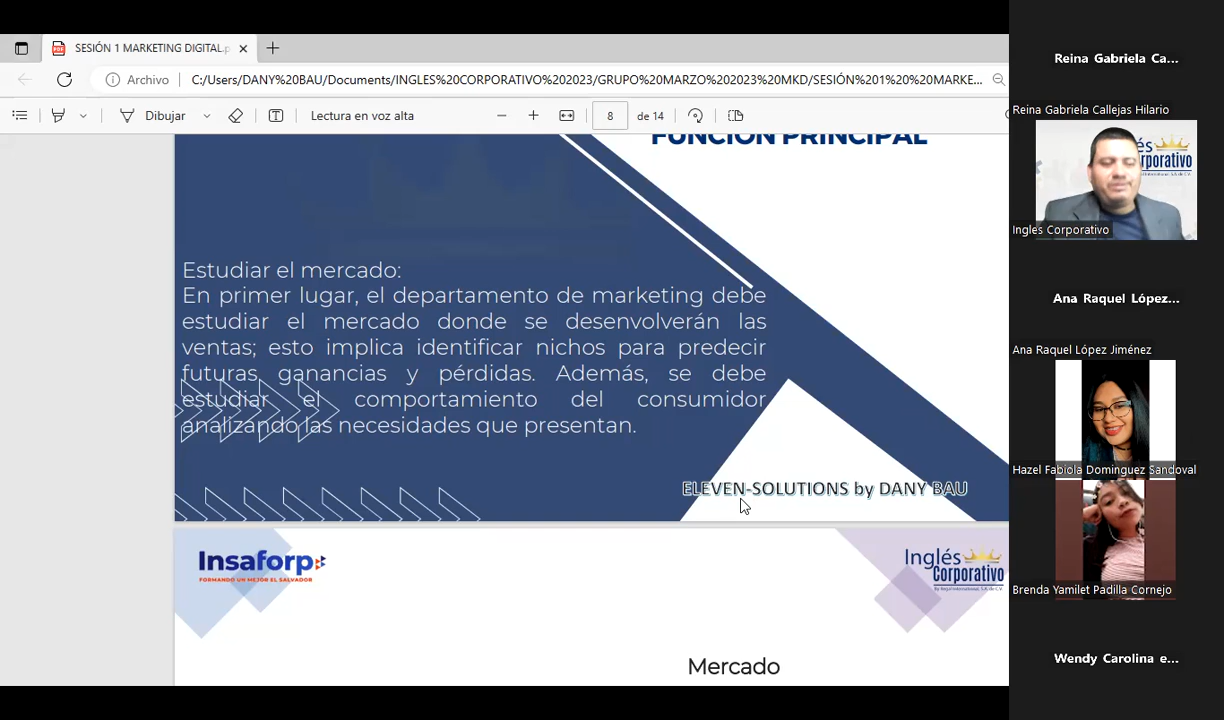 SESIÓN 1 MARKETING DIGITAL.p
Archivo
C:/Users/DANY%20BAU/Documents/INGLES%20CORPORATIVO%202023/GRUPO%20MARZO%202023%20MKD/SESIÓN%201%20%20MARKE...
Dibujar
Lectura en voz alta
8
de 14
FUNCIÓN PRINCIPAL
Estudiar el mercado:
En primer lugar, el departamento de marketing debe
estudiar el mercado donde se desenvolverán las
ventas; esto implica identificar nichos para predecir
futuras ganancias y pérdidas. Además, se debe
estudiar el comportamiento del consumidor
analizando las necesidades que presentan.
ELEVEN-SOLUTIONS by DANY BAU
Insaforp
FORMANDO UN MEJOR EL SALVADOR
Inglés
Corporativo
Mercado
Reina Gabriela Ca...
Reina Gabriela Callejas Hilario
és
rporativo
Ingles Corporativo
Ana Raquel López...
Ana Raquel López Jiménez
Hazel Fabiola Dominguez Sandoval
Brenda Yamilet Padilla Cornejo
Wendy Carolina e...